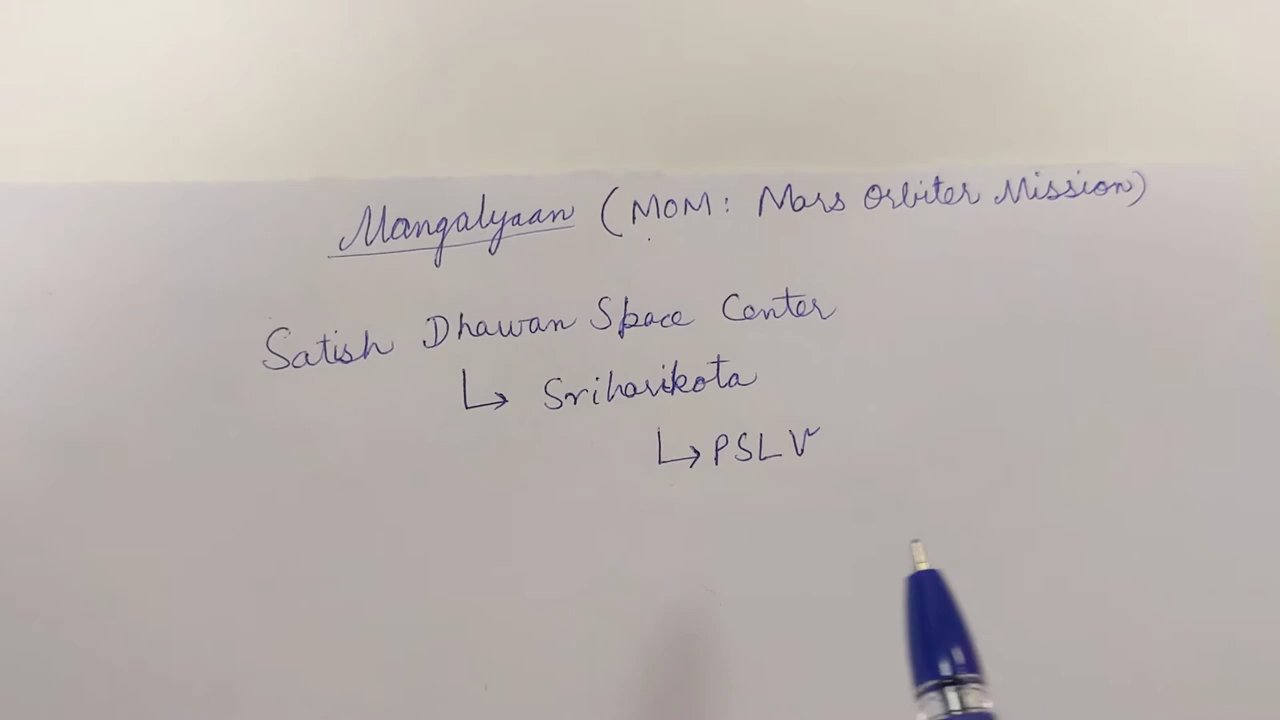 Mangalyaan (MOM: Mars Orbiter Mission)
Satish Dhawan Space Center
↳ Sriharikota
↳ PSLV